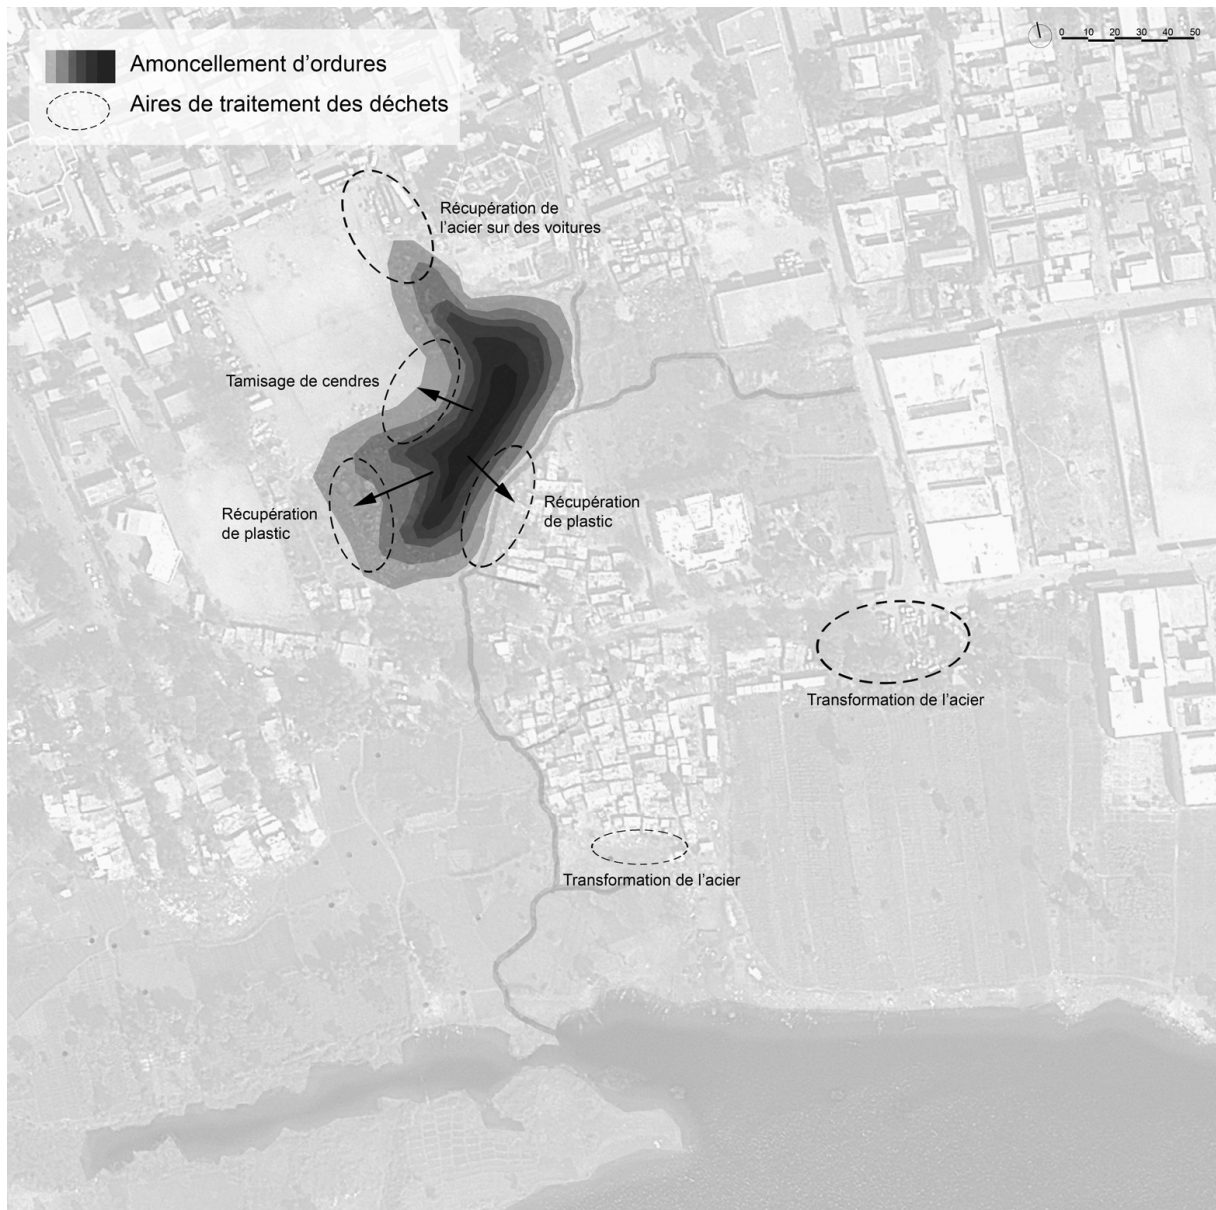 Amoncellement d'ordures
Aires de traitement des déchets
0 10 20 30 40 50
Récupération de
l'acier sur des voitures
Tamisage de cendres
Récupération
de plastic
Récupération
de plastic
Transformation de l'acier
Transformation de l'acier